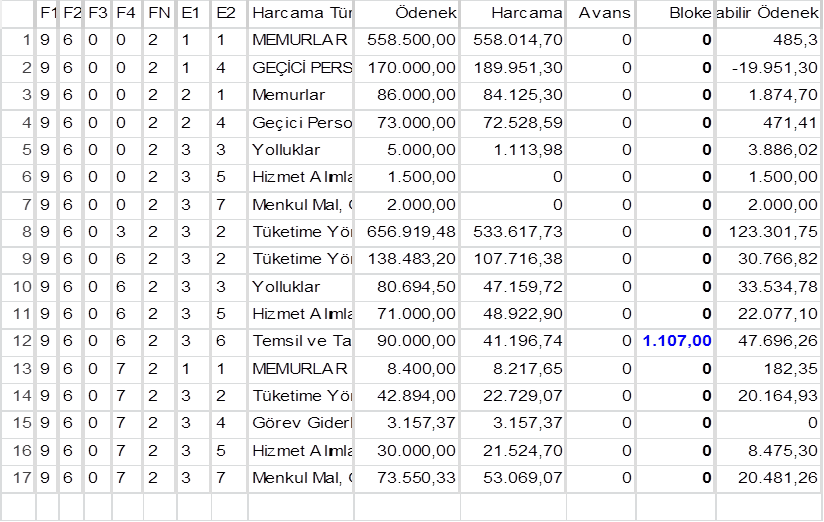 F1 F2 F3 F4 FN E1 E2 Harcama Tür Ödenek Harcama Avans Bloke abilir Ödenek
1 9 6 0 0 2 1 1 MEMURLAR 558.500,00 558.014,70 0 0 485,3
2 9 6 0 0 2 1 4 GEÇİCİ PERS 170.000,00 189.951,30 0 0 -19.951,30
3 9 6 0 0 2 2 1 Memurlar 86.000,00 84.125,30 0 0 1.874,70
4 9 6 0 0 2 2 4 Geçici Perso 73.000,00 72.528,59 0 0 471,41
5 9 6 0 0 2 3 3 Yolluklar 5.000,00 1.113,98 0 0 3.886,02
6 9 6 0 0 2 3 5 Hizmet Alımla 1.500,00 0 0 0 1.500,00
7 9 6 0 0 2 3 7 Menkul Mal, G 2.000,00 0 0 0 2.000,00
8 9 6 0 3 2 3 2 Tüketime Yön 656.919,48 533.617,73 0 0 123.301,75
9 9 6 0 6 2 3 2 Tüketime Yön 138.483,20 107.716,38 0 0 30.766,82
10 9 6 0 6 2 3 3 Yolluklar 80.694,50 47.159,72 0 0 33.534,78
11 9 6 0 6 2 3 5 Hizmet Alımla 71.000,00 48.922,90 0 0 22.077,10
12 9 6 0 6 2 3 6 Temsil ve Ta 90.000,00 41.196,74 0 1.107,00 47.696,26
13 9 6 0 7 2 1 1 MEMURLAR 8.400,00 8.217,65 0 0 182,35
14 9 6 0 7 2 3 2 Tüketime Yön 42.894,00 22.729,07 0 0 20.164,93
15 9 6 0 7 2 3 4 Görev Giderl 3.157,37 3.157,37 0 0 0
16 9 6 0 7 2 3 5 Hizmet Alımla 30.000,00 21.524,70 0 0 8.475,30
17 9 6 0 7 2 3 7 Menkul Mal, G 73.550,33 53.069,07 0 0 20.481,26